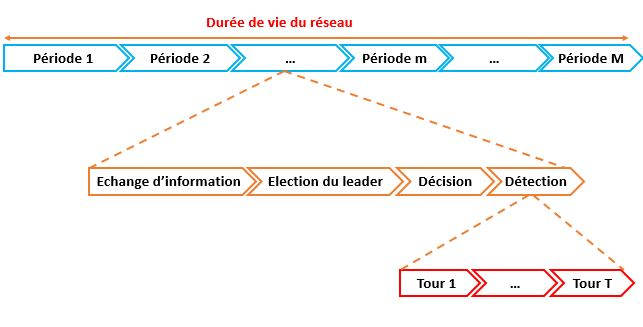 Durée de vie du réseau
Période 1 Période 2 ... Période m ... Période M
Echange d'information Election du leader Décision Détection
Tour 1 ... Tour T